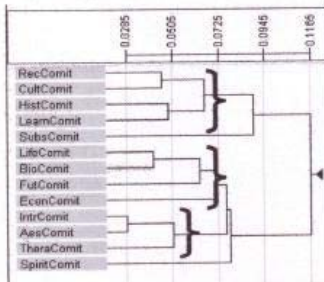 0.0285 0.0505 0.0725 0.0945 0.1165
RecComit
CultComit
HistComit
LearnComit
SubsComit
LifeComit
BioComit
FutComit
EcenComit
IntrComit
AesComit
TheraComit
SpiritComit